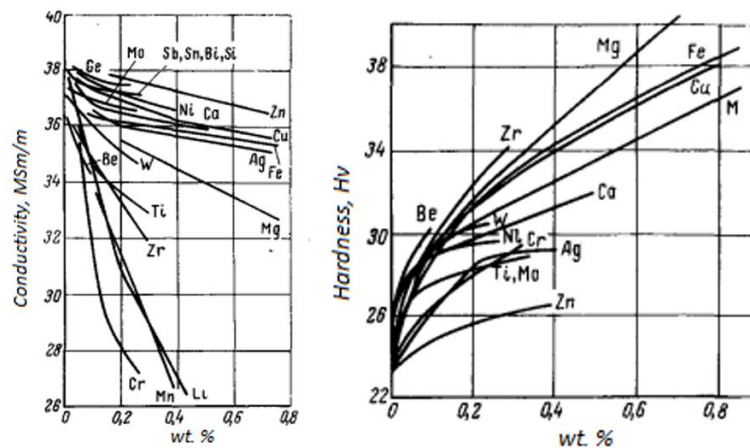 Conductivity, MSm/m
40
38
36
34
32
30
28
26
0
0,2
0,4
0,6
0,8
wt. %
Ge
Mo
Sb,Sn,Bi,Si
Ni
Ca
Zn
Cu
Ag
Fe
Be
W
Ti
Zr
Mg
Cr
Mn
Li
Hardness, Hv
38
34
30
26
22
0
0,2
0,4
0,6
0,8
wt. %
Mg
Fe
Cu
M
Zr
Ca
Be
W
Ni
Cr
Ag
Ti,Mo
Zn